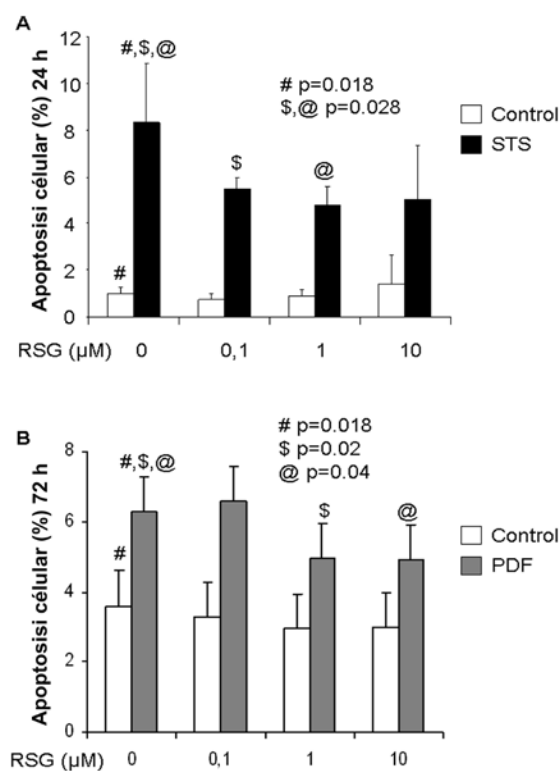 A
Apoptosisi célular (%) 24 h
12
10
8
6
4
2
0
#,$,@
#
$
@
# p=0.018
$,@ p=0.028
Control
STS
RSG (µM) 0 0,1 1 10
B
Apoptosisi célular (%) 72 h
8
6
4
2
0
#,$,@
#
$
@
# p=0.018
$ p=0.02
@ p=0.04
Control
PDF
RSG (µM) 0 0,1 1 10